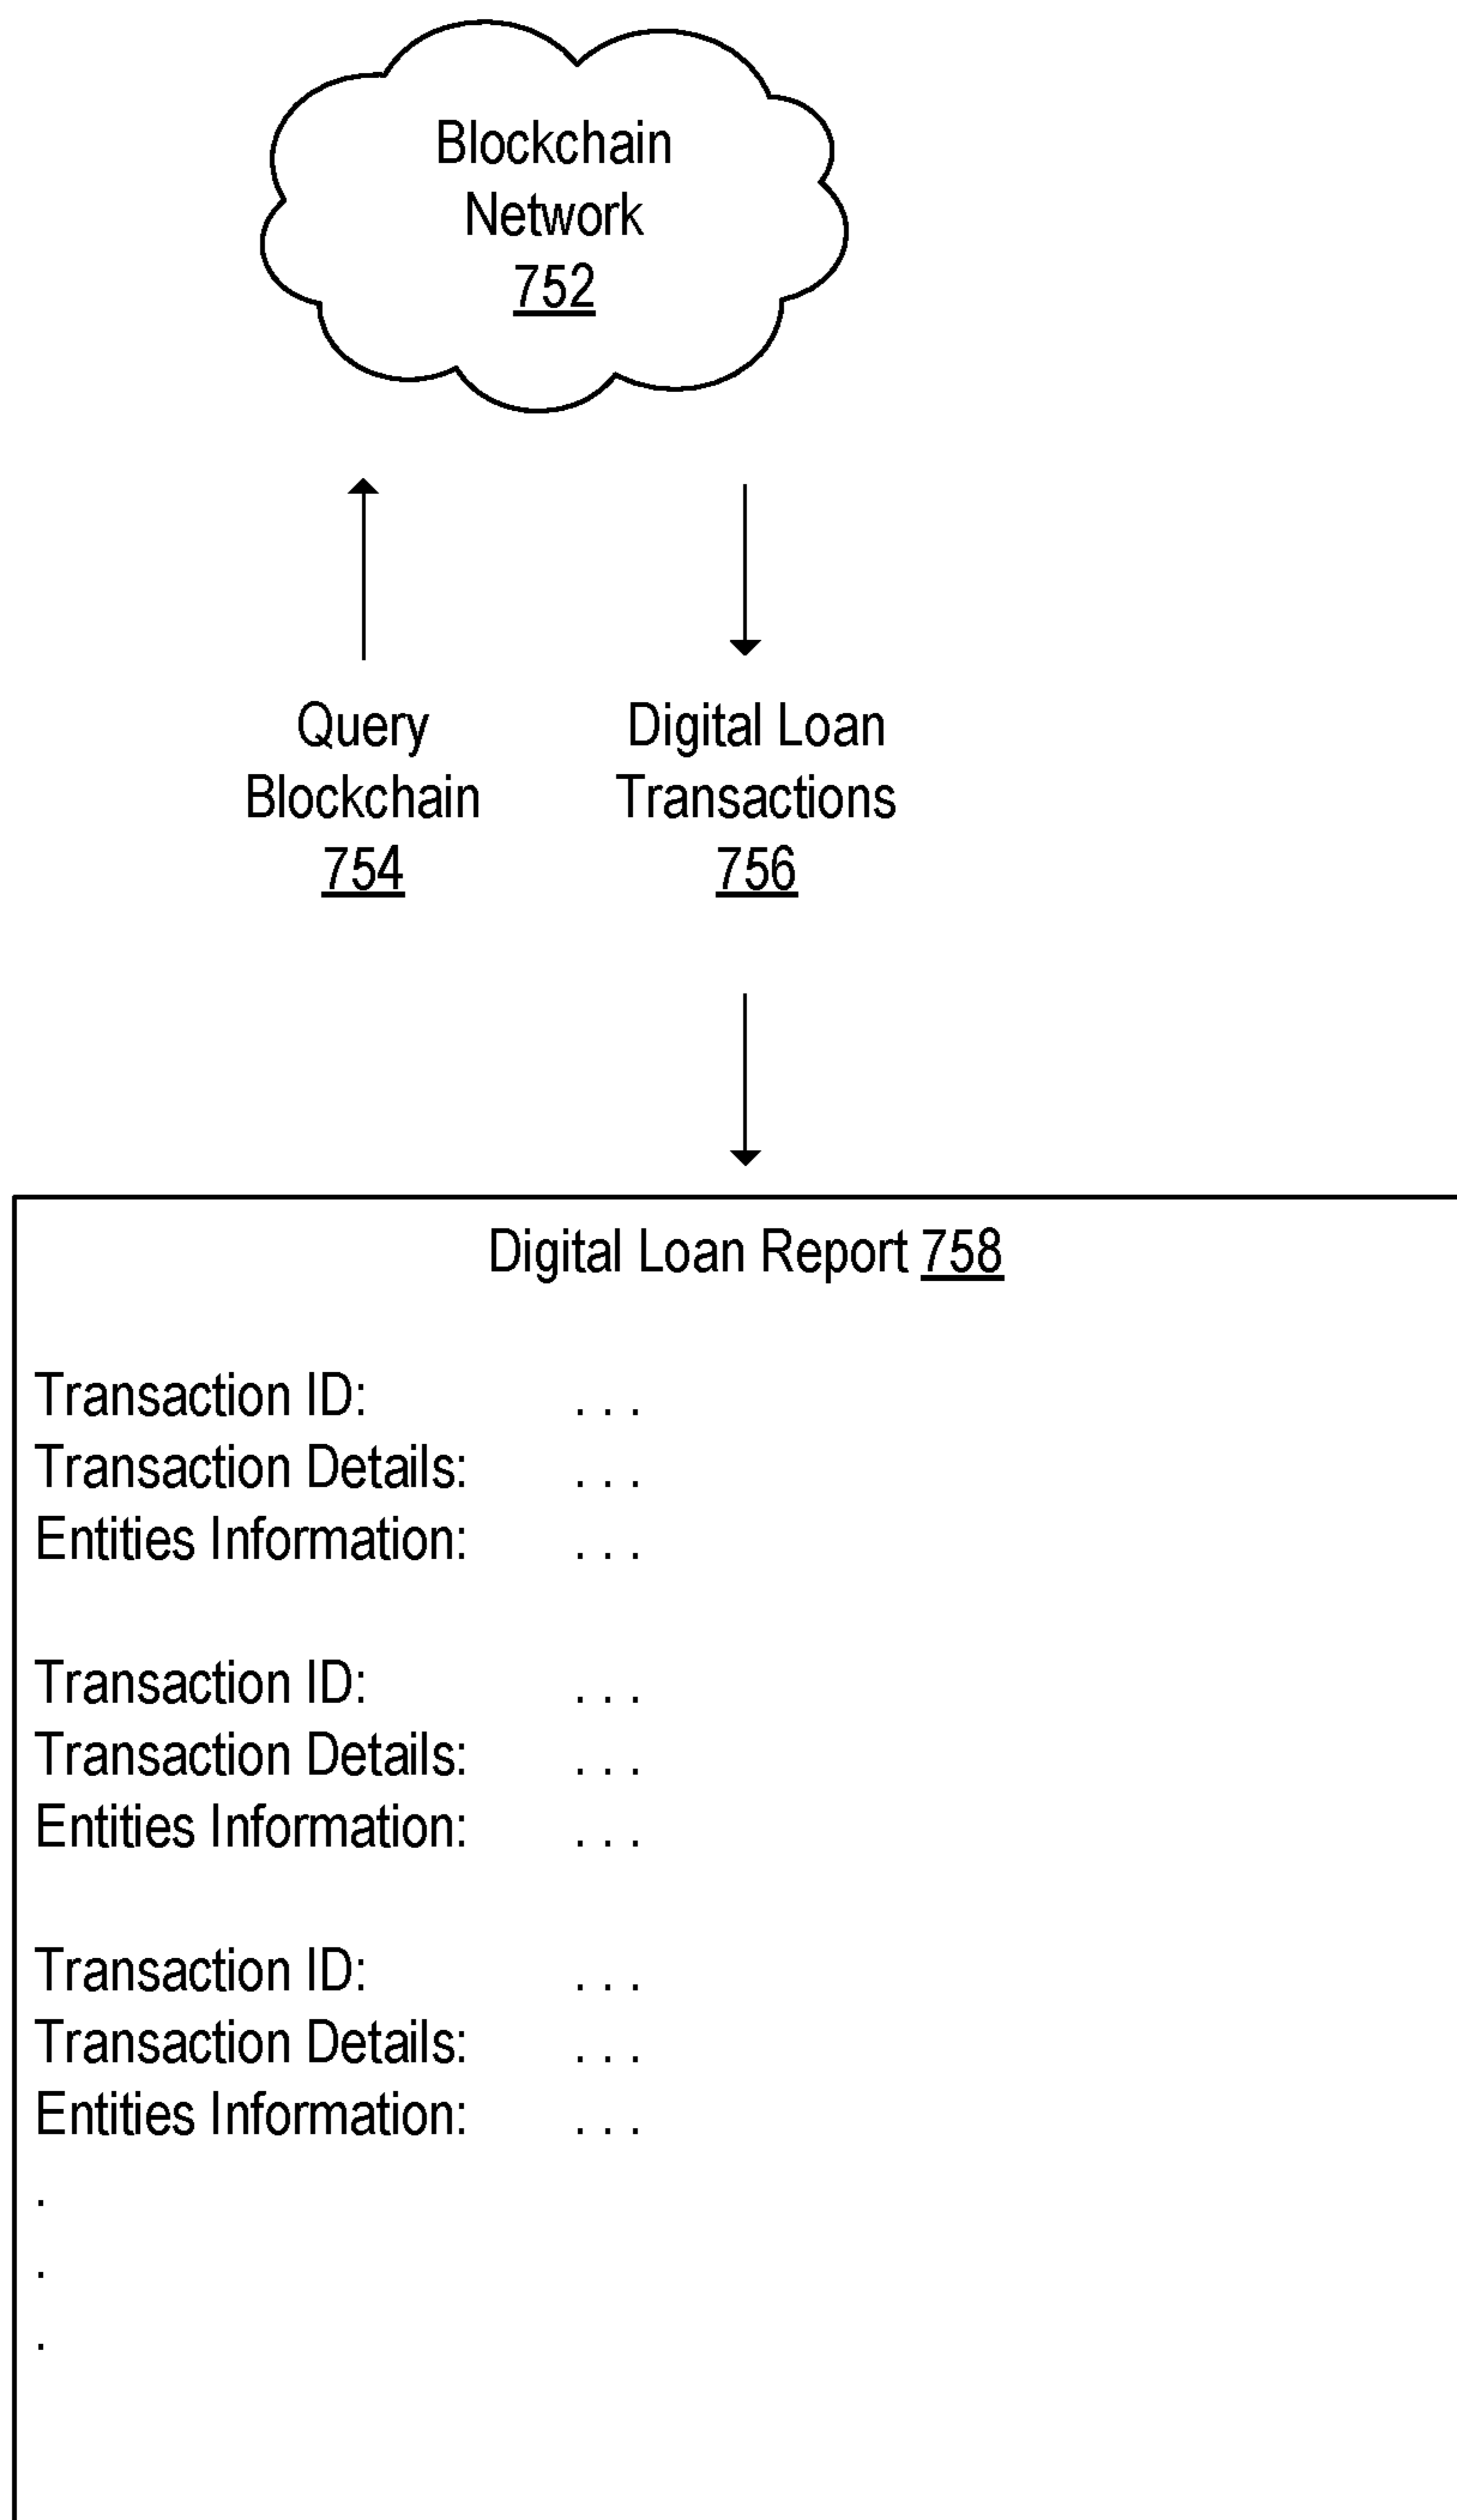 Blockchain
Network
752
Query
Blockchain
754
Digital Loan
Transactions
756
Digital Loan Report 758
Transaction ID: . . .
Transaction Details: . . .
Entities Information: . . .
Transaction ID: . . .
Transaction Details: . . .
Entities Information: . . .
Transaction ID: . . .
Transaction Details: . . .
Entities Information: . . .
.
.
.